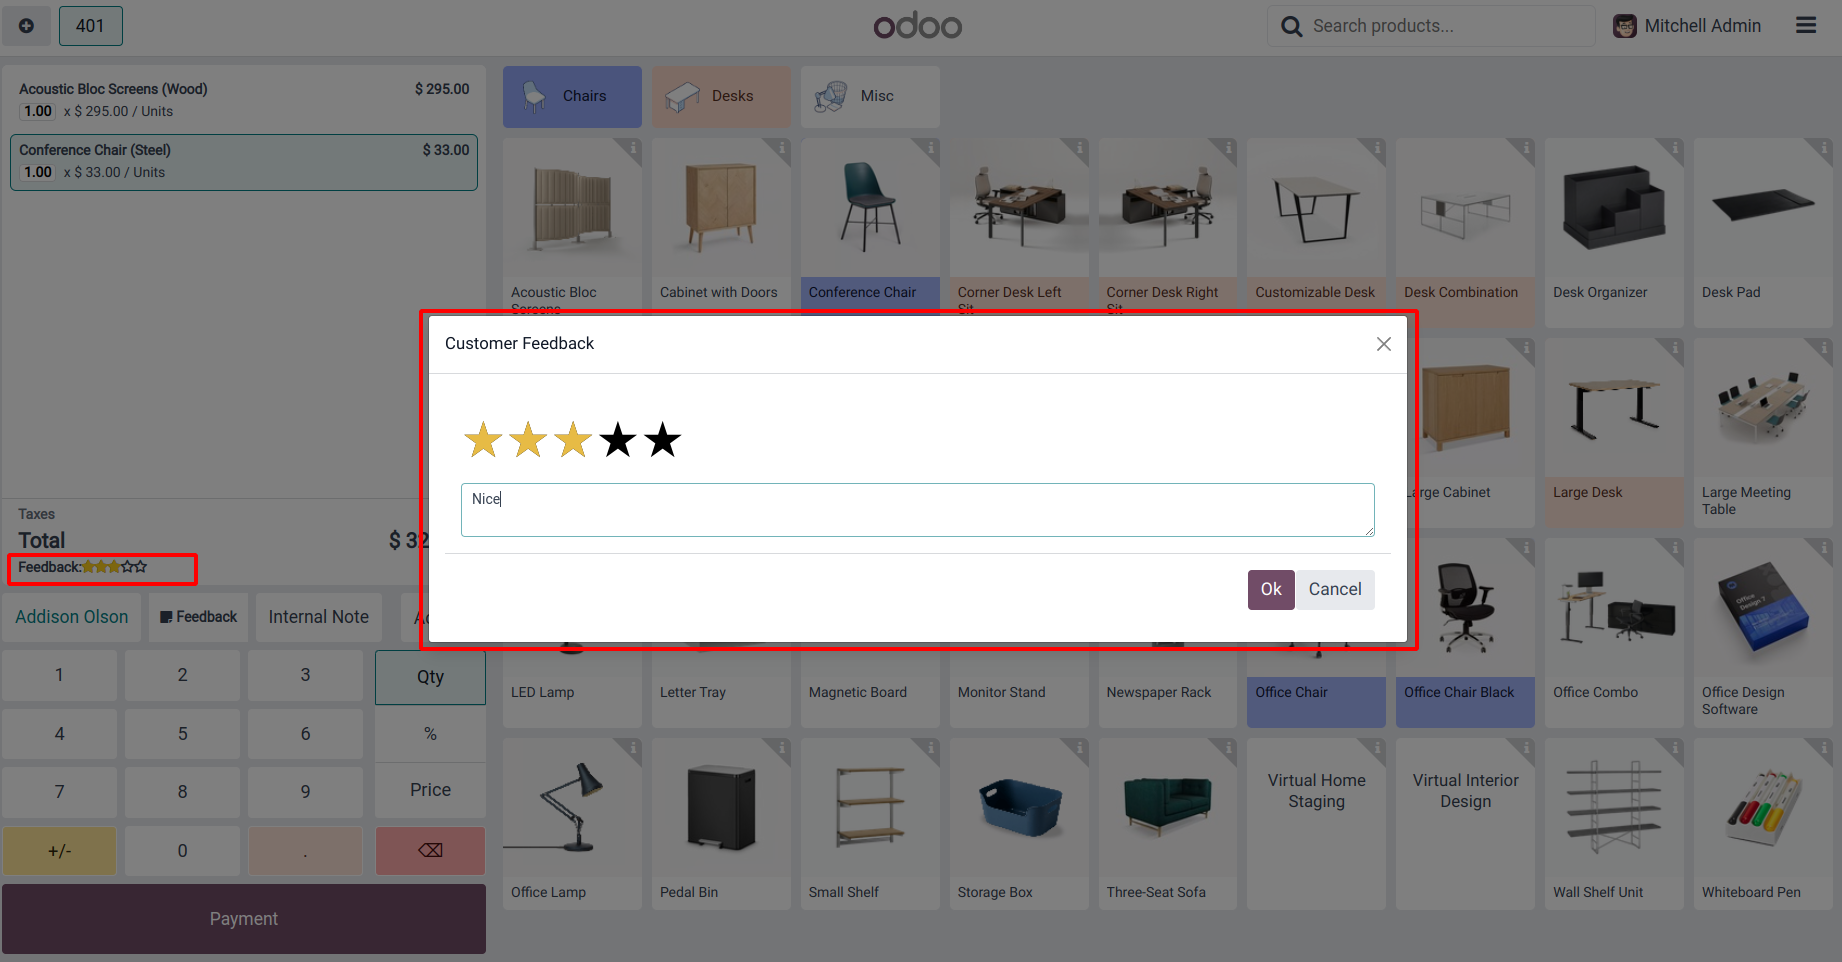 401
odoo
Search products...
Mitchell Admin
Acoustic Bloc Screens (Wood)
$ 295.00
1.00 x $ 295.00 / Units
Conference Chair (Steel)
$ 33.00
1.00 x $ 33.00 / Units
Taxes
Total
Feedback:
Addison Olson
Feedback
Internal Note
1
2
3
Qty
4
5
6
%
7
8
9
Price
+/-
0
.
Payment
Chairs
Desks
Misc
Acoustic Bloc
Screens
Cabinet with Doors
Conference Chair
Corner Desk Left
Sit
Corner Desk Right
Sit
Customizable Desk
Desk Combination
Desk Organizer
Desk Pad
Customer Feedback
Nice
Ok
Cancel
Large Cabinet
Large Desk
Large Meeting
Table
LED Lamp
Letter Tray
Magnetic Board
Monitor Stand
Newspaper Rack
Office Chair
Office Chair Black
Office Combo
Office
Design 7
Office Design
Software
Office Lamp
Pedal Bin
Small Shelf
Storage Box
Three-Seat Sofa
Virtual Home
Staging
Virtual Interior
Design
Wall Shelf Unit
Whiteboard Pen